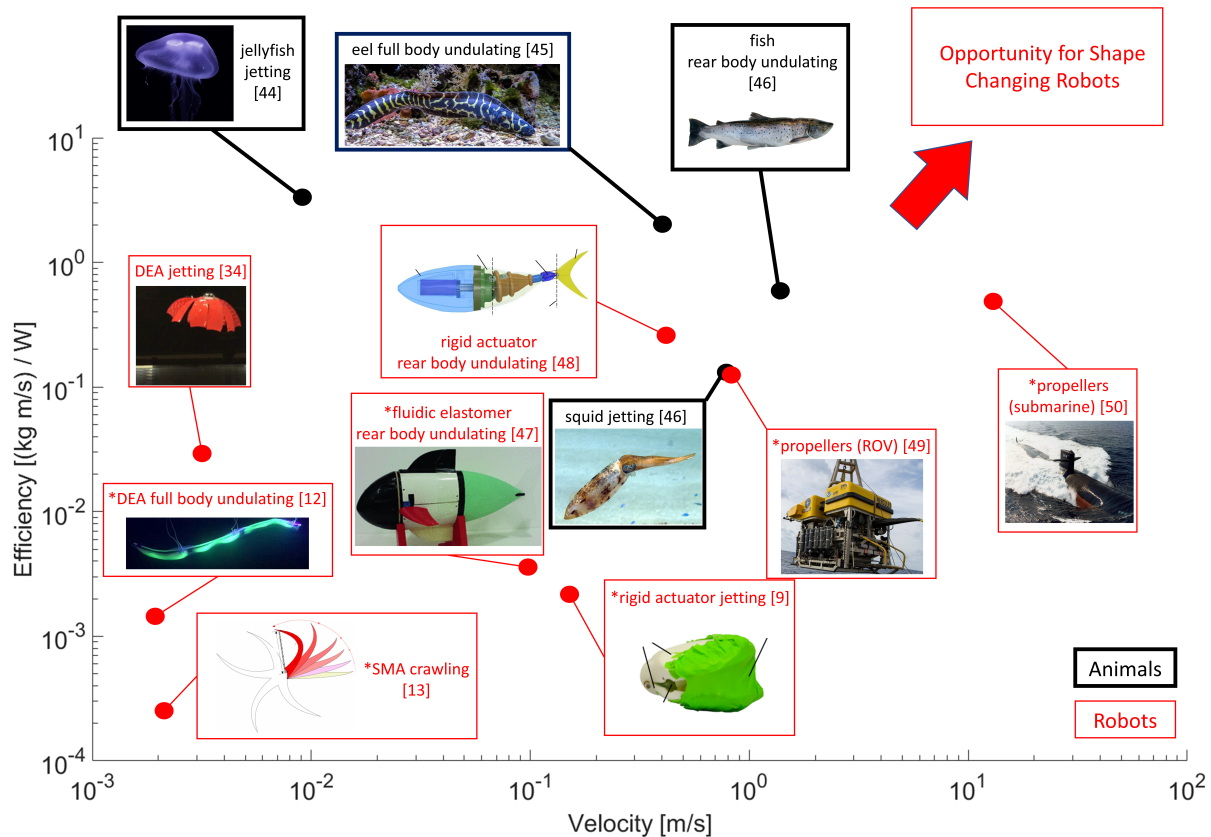 jellyfish
jetting
[44]
eel full body undulating [45]
fish
rear body undulating
[46]
Opportunity for Shape
Changing Robots
DEA jetting [34]
rigid actuator
rear body undulating [48]
*fluidic elastomer
rear body undulating [47]
squid jetting [46]
*propellers (ROV) [49]
*propellers
(submarine) [50]
*DEA full body undulating [12]
*SMA crawling
[13]
*rigid actuator jetting [9]
Animals
Robots
Efficiency [(kg m/s) / W]
10^1
10^0
10^-1
10^-2
10^-3
10^-4
10^-3
10^-2
10^-1
10^0
10^1
10^2
Velocity [m/s]